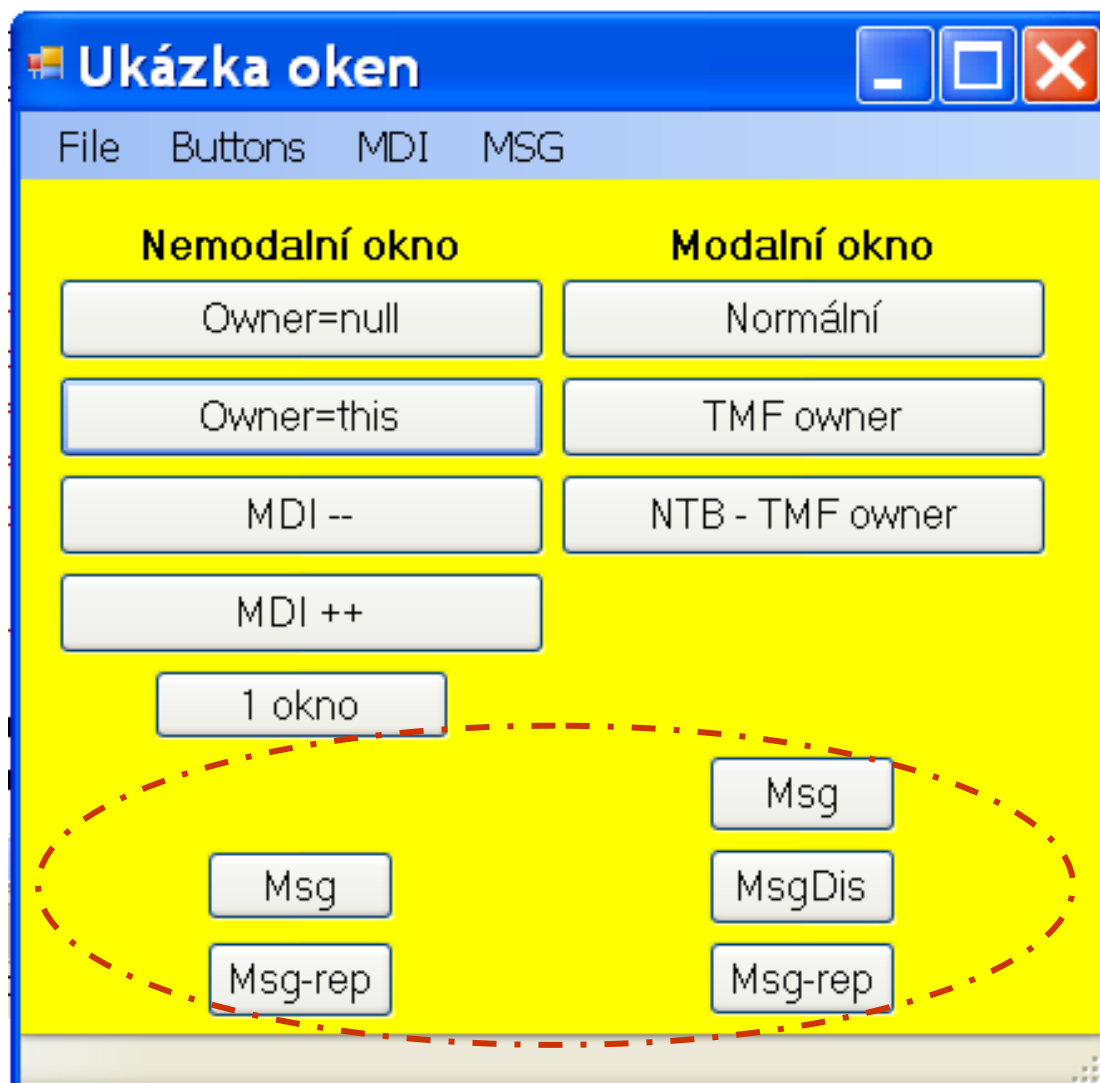 Ukázka oken
File Buttons MDI MSG
Nemodalní okno Modalní okno
Owner=null Normální
Owner=this TMF owner
MDI -- NTB - TMF owner
MDI ++
1 okno
Msg
Msg MsgDis
Msg-rep Msg-rep